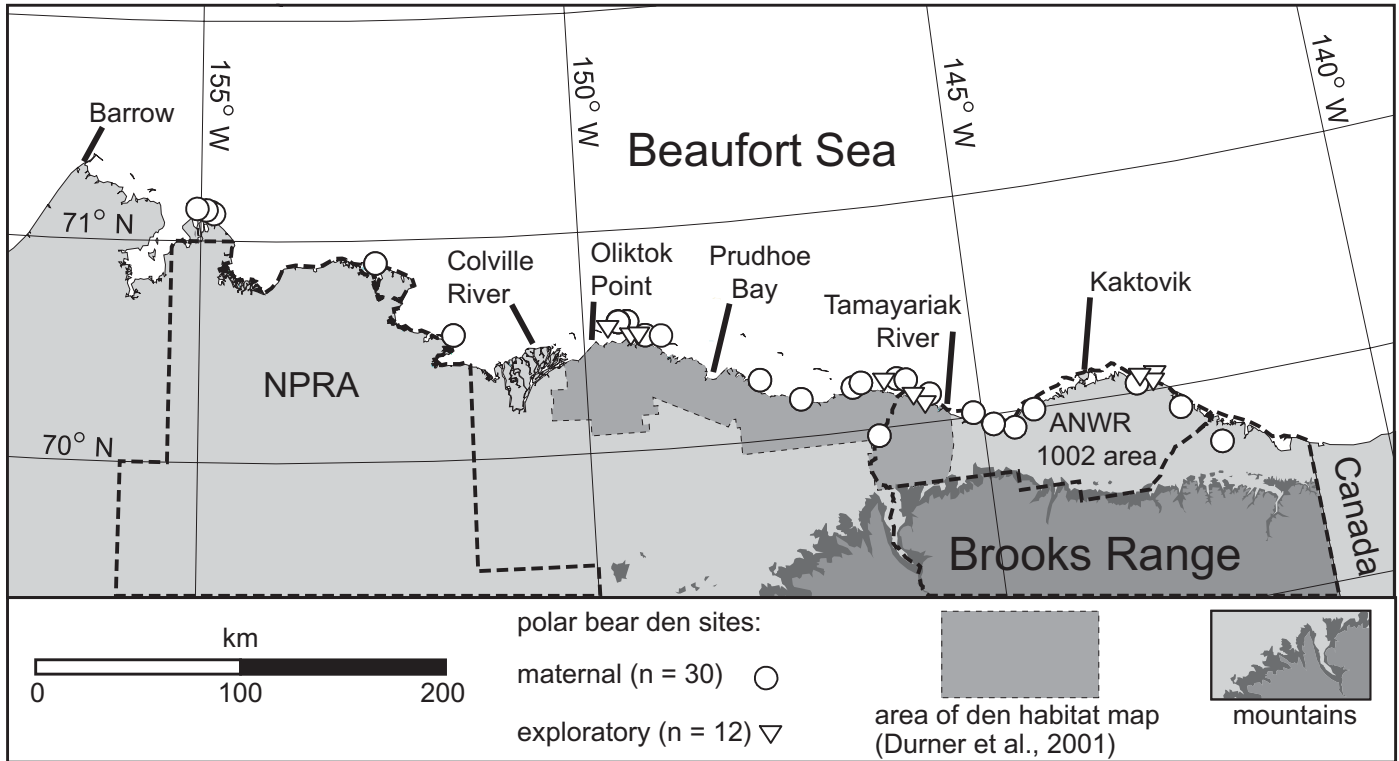 155° W
150° W
145° W
140° W
Barrow
Beaufort Sea
71° N
Colville
River
Oliktok
Point
Prudhoe
Bay
Tamayariak
River
Kaktovik
NPRA
70° N
ANWR
1002 area
Canada
Brooks Range
km
0
100
200
polar bear den sites:
maternal (n = 30)
exploratory (n = 12)
area of den habitat map
(Durner et al., 2001)
mountains